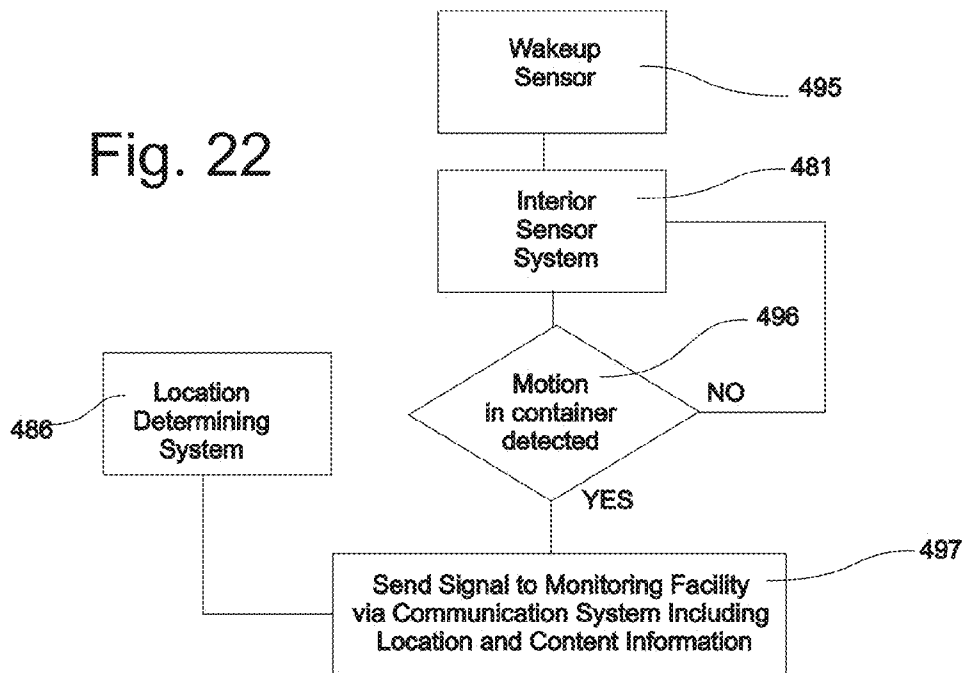 Fig. 22
Wakeup
Sensor
495
Interior
Sensor
System
481
Motion
in container
detected
496
NO
YES
Location
Determining
System
486
Send Signal to Monitoring Facility
via Communication System Including
Location and Content Information
497